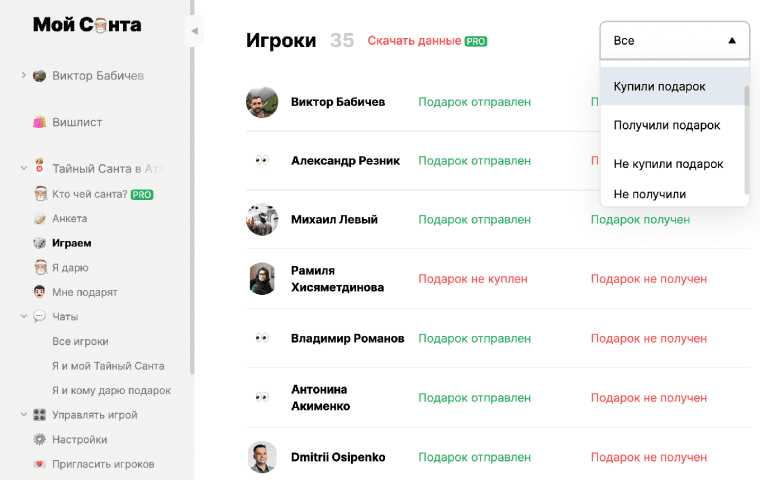 Мой Санта
Виктор Бабичев
Вишлист
Тайный Санта в
Кто чей санта? PRO
Анкета
Играем
Я дарю
Мне подарят
Чаты
Все игроки
Я и мой Тайный Санта
Я и кому дарю подарок
Управлять игрой
Настройки
Пригласить игроков
Игроки 35 Скачать данные PRO
Все
Купили подарок
Получили подарок
Не купили подарок
Не получили
Виктор Бабичев Подарок отправлен
Александр Резник Подарок отправлен
Михаил Левый Подарок отправлен Подарок получен
Рамиля
Хисяметдинова Подарок не куплен Подарок не получен
Владимир Романов Подарок отправлен Подарок не получен
Антонина
Акименко Подарок отправлен Подарок не получен
Dmitrii Osipenko Подарок отправлен Подарок не получен